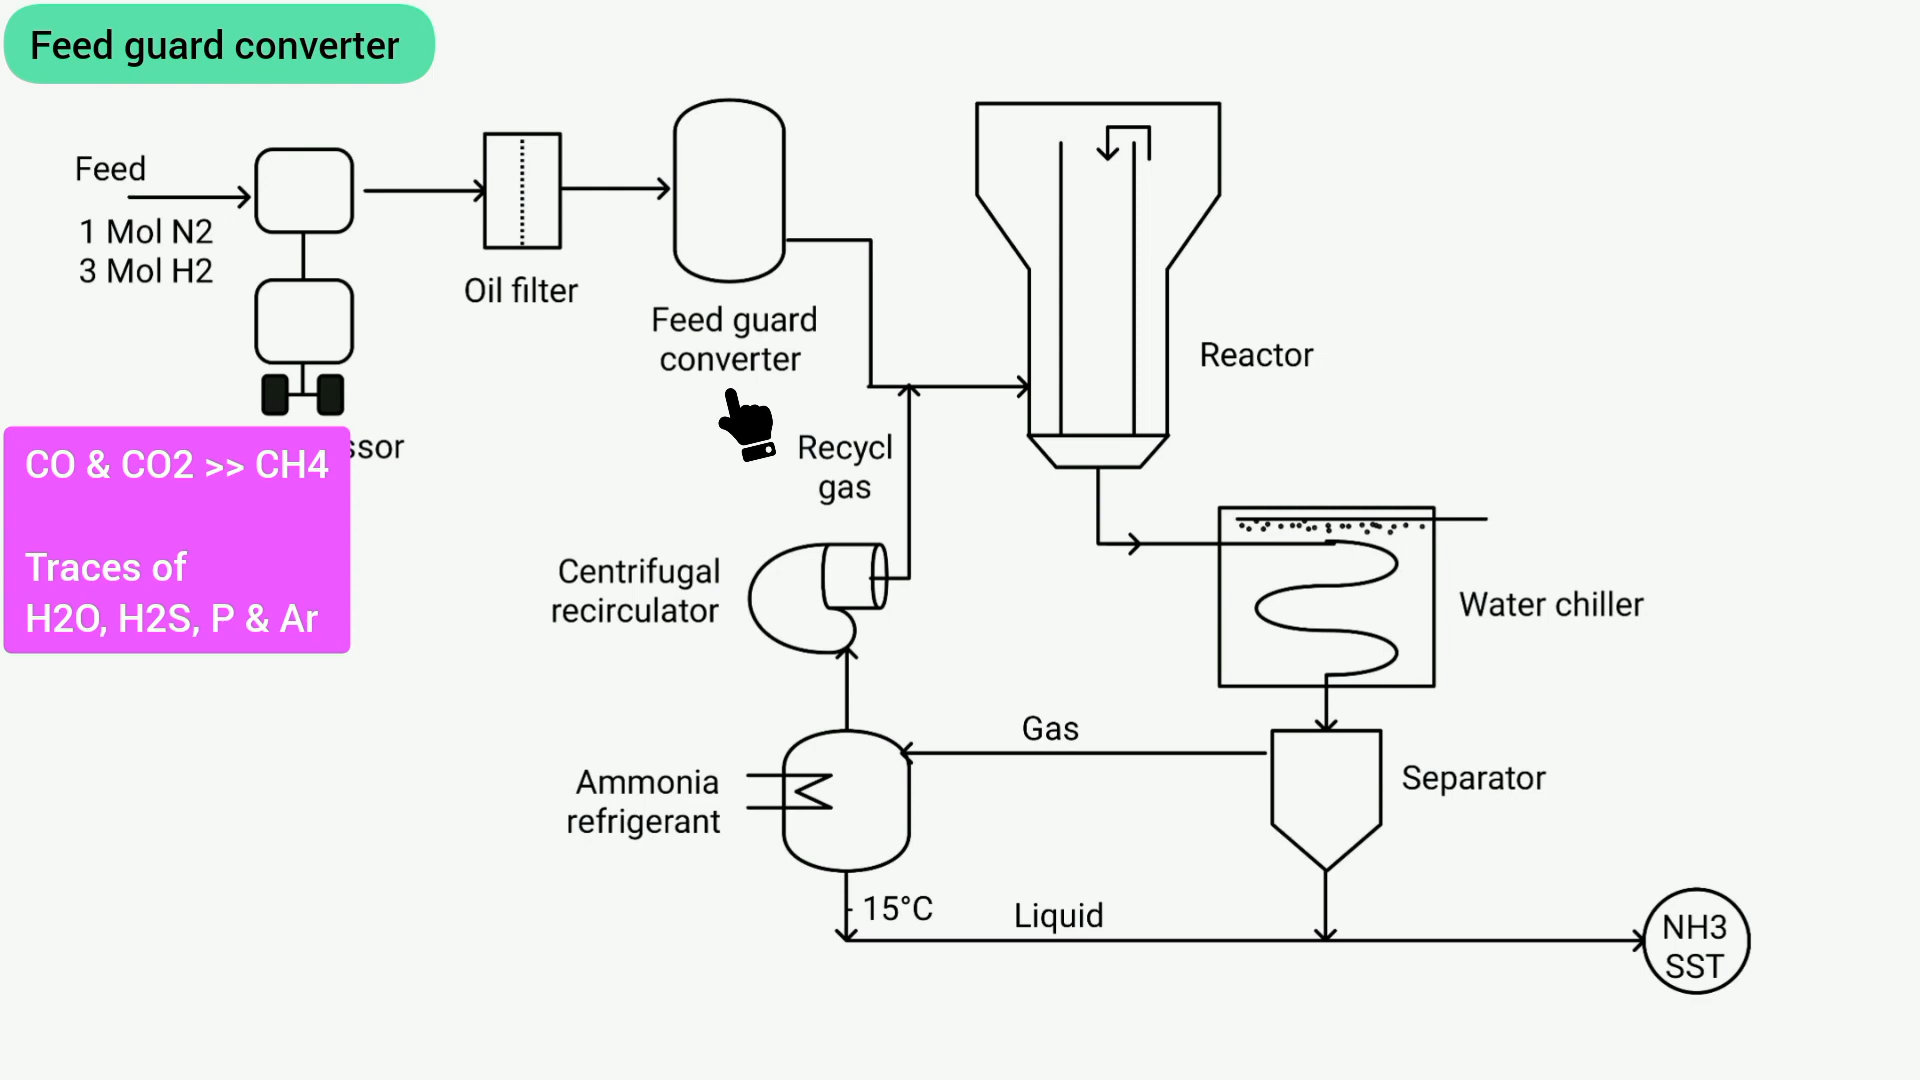 Feed guard converter
Feed
1 Mol N2
3 Mol H2
Oil filter
Feed guard
converter
Reactor
ssor
CO & CO2 >> CH4
Traces of
H2O, H2S, P & Ar
Recycl
gas
Centrifugal
recirculator
Water chiller
Gas
Ammonia
refrigerant
Separator
- 15°C
Liquid
NH3
SST